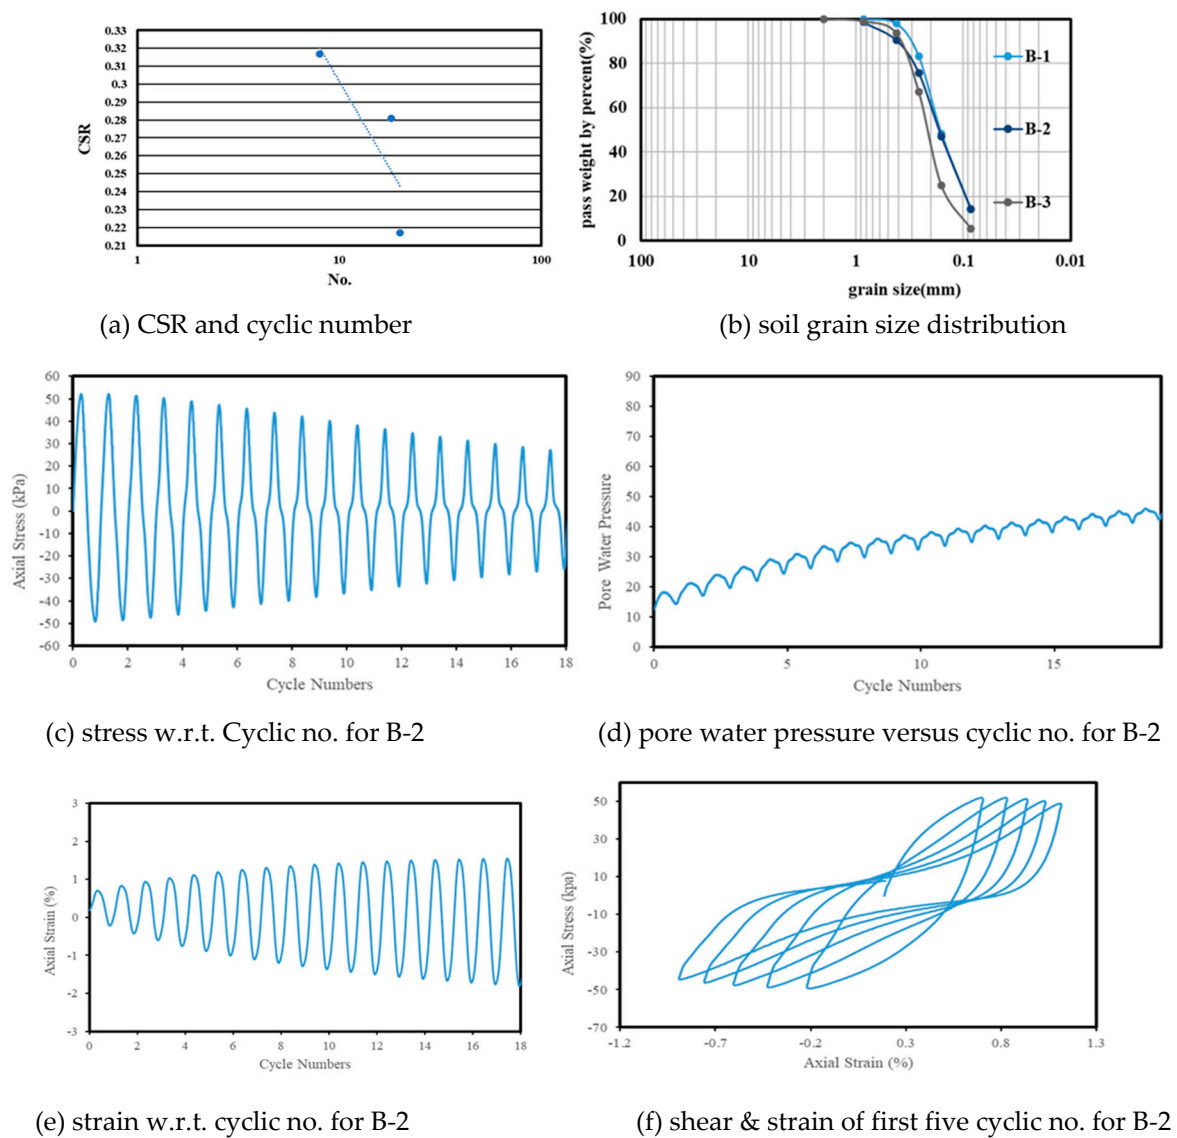 0.33
0.32
0.31
0.3
0.29
0.28
0.27
0.26
0.25
0.24
0.23
0.22
0.21
CSR
1 10 100
No.
(a) CSR and cyclic number
100
80
60
40
20
0
pass weight by percent(%)
B-1
B-2
B-3
100 10 1 0.1 0.01
grain size(mm)
(b) soil grain size distribution
60
50
40
30
20
10
0
-10
-20
-30
-40
-50
-60
Axial Stress (kPa)
0 2 4 6 8 10 12 14 16 18
Cycle Numbers
(c) stress w.r.t. Cyclic no. for B-2
90
80
70
60
50
40
30
20
10
0
Pore Water Pressure
0 5 10 15
Cycle Numbers
(d) pore water pressure versus cyclic no. for B-2
3
2
1
0
-1
-2
-3
Axial Strain (%)
0 2 4 6 8 10 12 14 16 18
Cycle Numbers
(e) strain w.r.t. cyclic no. for B-2
50
30
10
-10
-30
-50
-70
Axial Stress (kpa)
-1.2 -0.7 -0.2 0.3 0.8 1.3
Axial Strain (%)
(f) shear & strain of first five cyclic no. for B-2